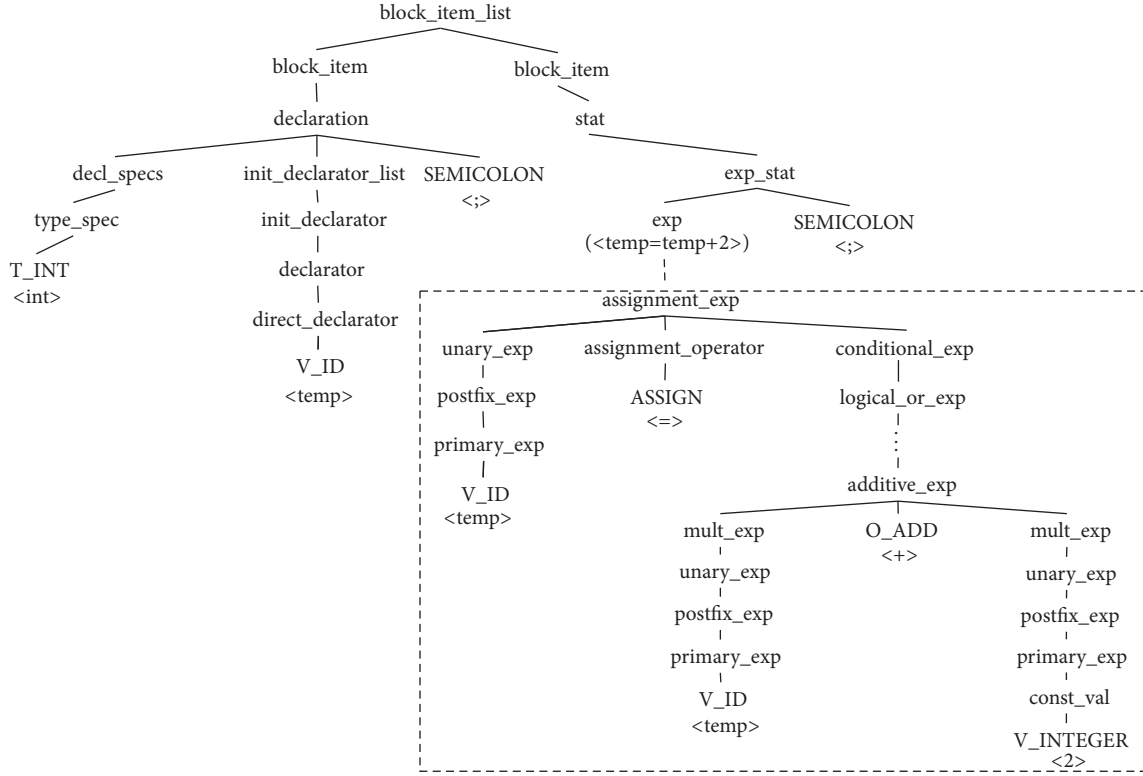 block_item_list
block_item block_item
declaration stat
decl_specs init_declarator_list SEMICOLON exp_stat
<;>
type_spec init_declarator exp SEMICOLON
(<temp=temp+2>) <;>
T_INT declarator
<int>
assignment_exp
direct_declarator
unary_exp assignment_operator conditional_exp
V_ID
<temp> postfix_exp ASSIGN logical_or_exp
<=>
primary_exp
⋮
V_ID additive_exp
<temp>
mult_exp O_ADD mult_exp
<+>
unary_exp unary_exp
postfix_exp postfix_exp
primary_exp primary_exp
V_ID const_val
<temp>
V_INTEGER
<2>